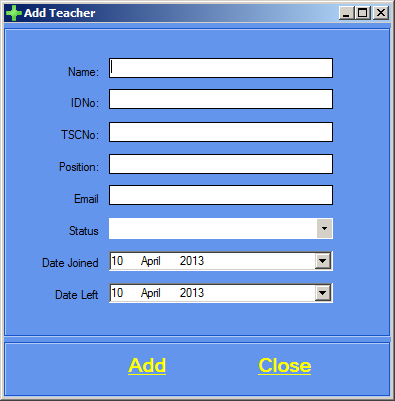 Add Teacher
Name:
IDNo:
TSCNo:
Position:
Email
Status
Date Joined 10 April 2013
Date Left 10 April 2013
Add Close